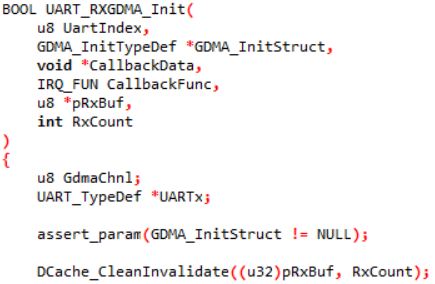 BOOL UART_RXGDMA_Init(
    u8 UartIndex,
    GDMA_InitTypeDef *GDMA_InitStruct,
    void *CallbackData,
    IRQ_FUN CallbackFunc,
    u8 *pRxBuf,
    int RxCount
)
{
    u8 GdmaChnl;
    UART_TypeDef *UARTx;

    assert_param(GDMA_InitStruct != NULL);

    DCache_CleanInvalidate((u32)pRxBuf, RxCount);